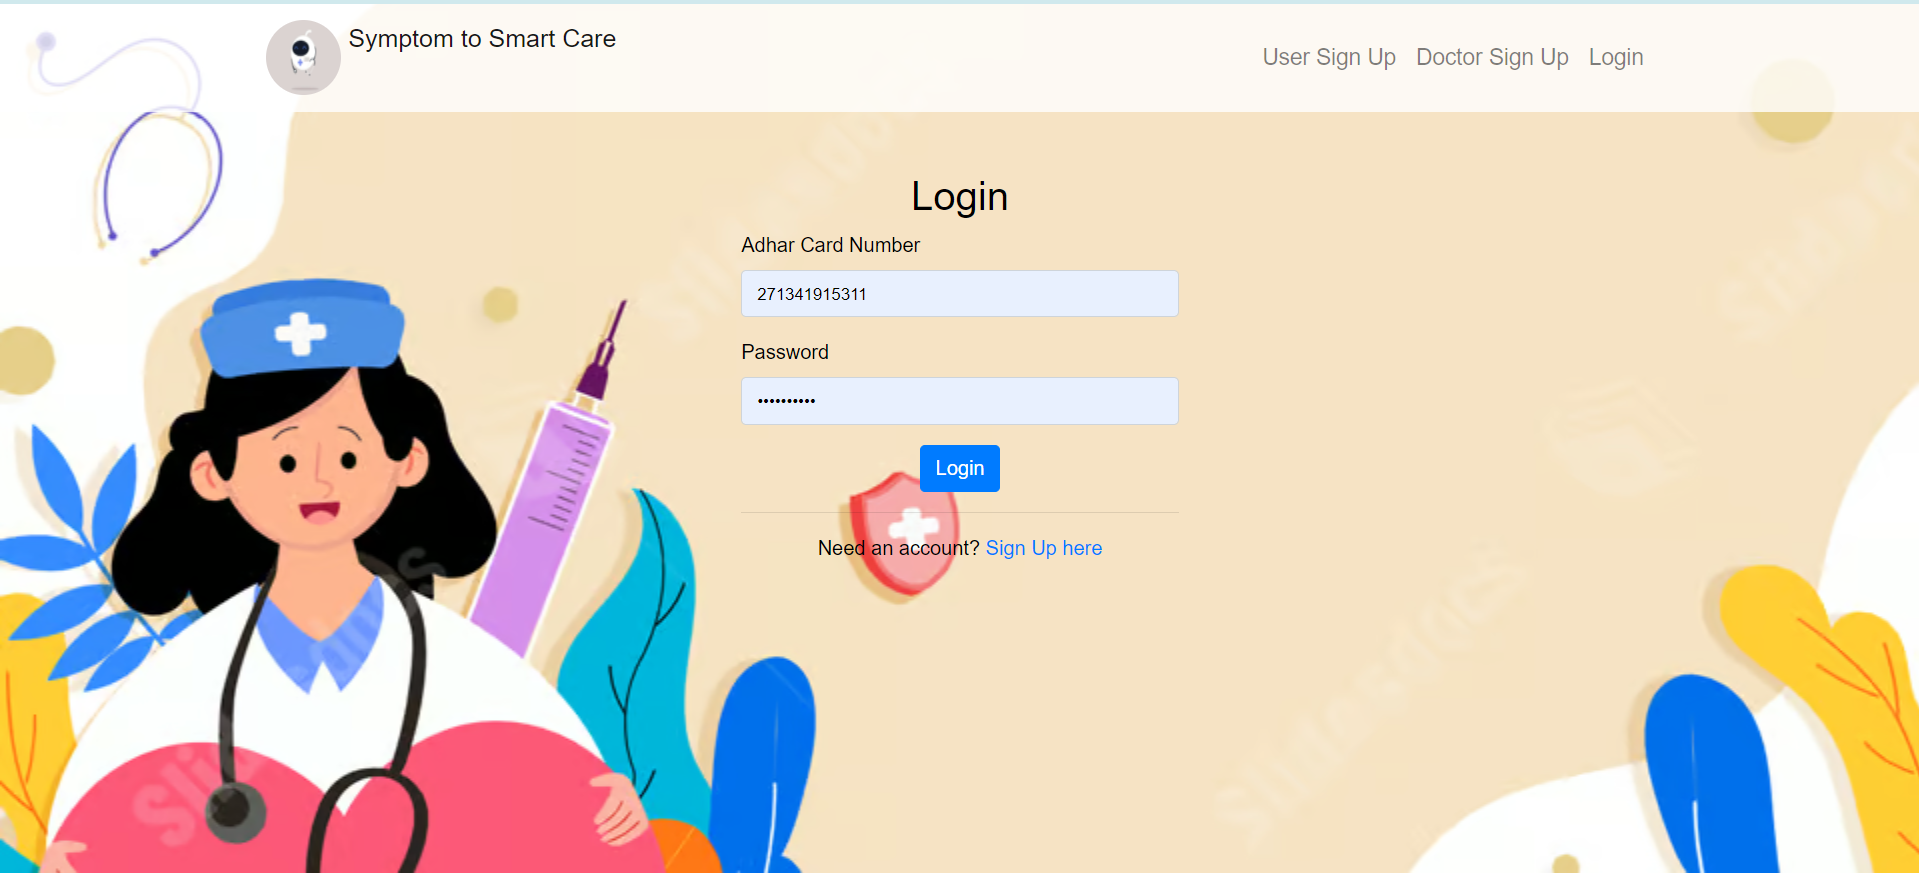 Symptom to Smart Care
User Sign Up Doctor Sign Up Login
Login
Adhar Card Number
271341915311
Password
••••••••••
Login
Need an account? Sign Up here